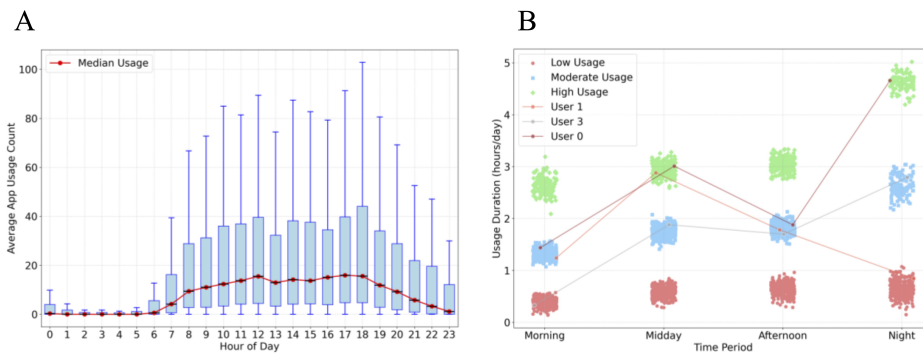 A
B
Median Usage
Average App Usage Count
100
80
60
40
20
0
0 1 2 3 4 5 6 7 8 9 10 11 12 13 14 15 16 17 18 19 20 21 22 23
Hour of Day
Low Usage
Moderate Usage
High Usage
User 1
User 3
User 0
Usage Duration (hours/day)
5
4
3
2
1
0
Morning Midday Afternoon Night
Time Period